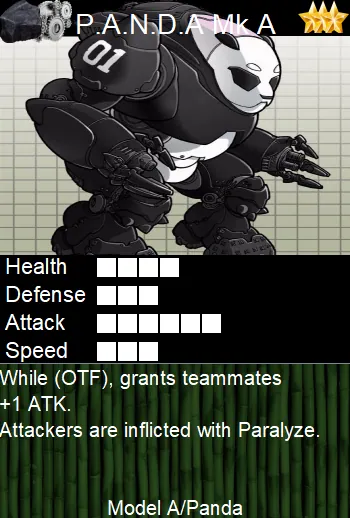 P.A.N.D.A Mk A
01
Health
Defense
Attack
Speed
While (OTF), grants teammates
+1 ATK.
Attackers are inflicted with Paralyze.
Model A/Panda